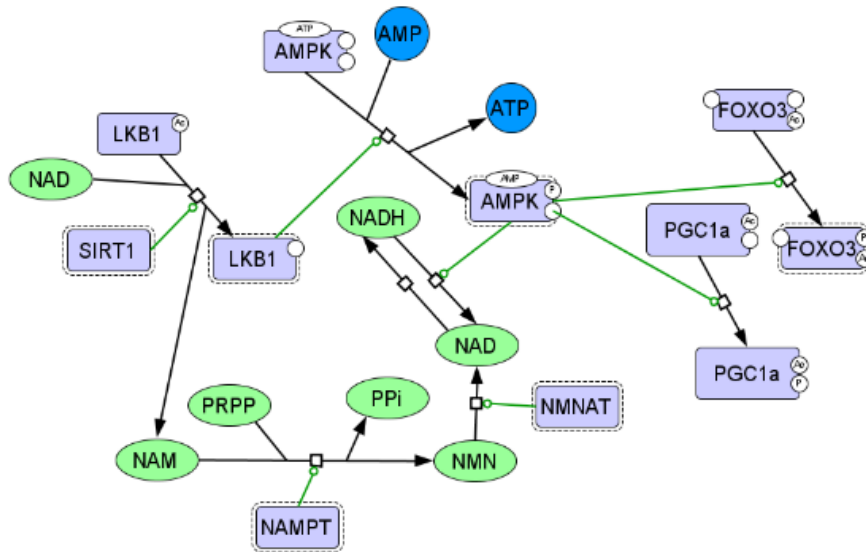 ATP
AMPK
AMP
ATP
FOXO3
Ac
LKB1
Ac
NAD
AMP
P
AMPK
NADH
PGC1a
Ac
SIRT1
LKB1
FOXO3
P
Ac
NAD
PGC1a
Ac
P
PRPP
PPi
NMNAT
NAM
NMN
NAMPT